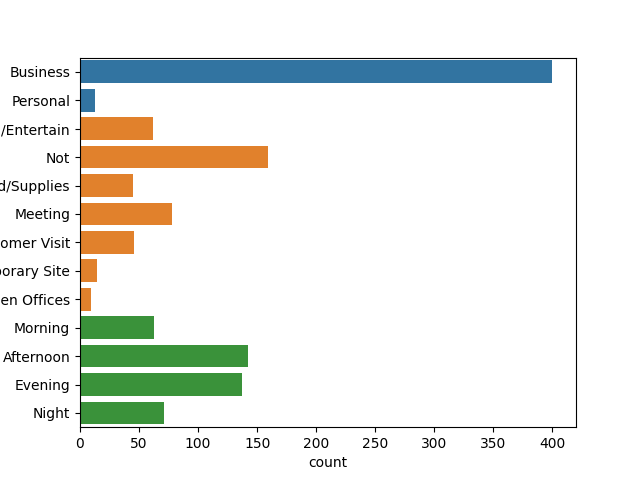 Business
Personal
/Entertain
Not
d/Supplies
Meeting
omer Visit
orary Site
en Offices
Morning
Afternoon
Evening
Night
0 50 100 150 200 250 300 350 400
count